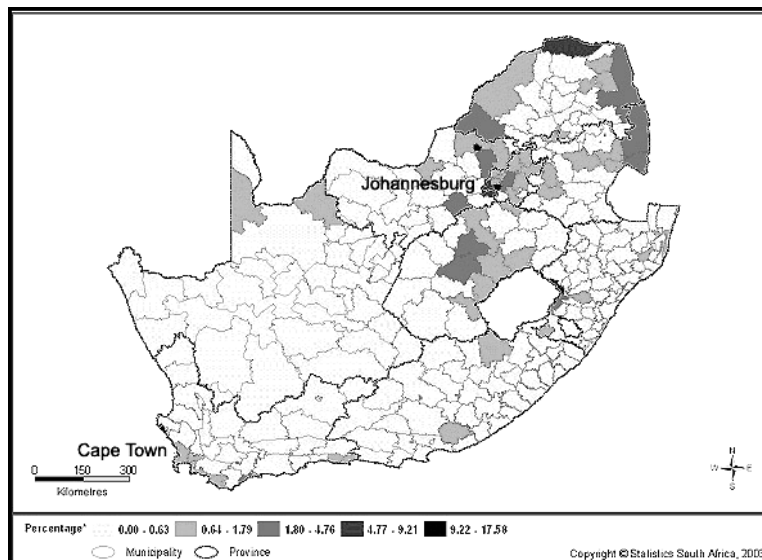 Johannesburg
Cape Town
0 150 300
Kilometres
N
W E
S
Percentage* 0.00 - 0.63 0.64 - 1.79 1.80 - 4.76 4.77 - 9.21 9.22 - 17.58
Municipality Province Copyright © Statistics South Africa, 2003